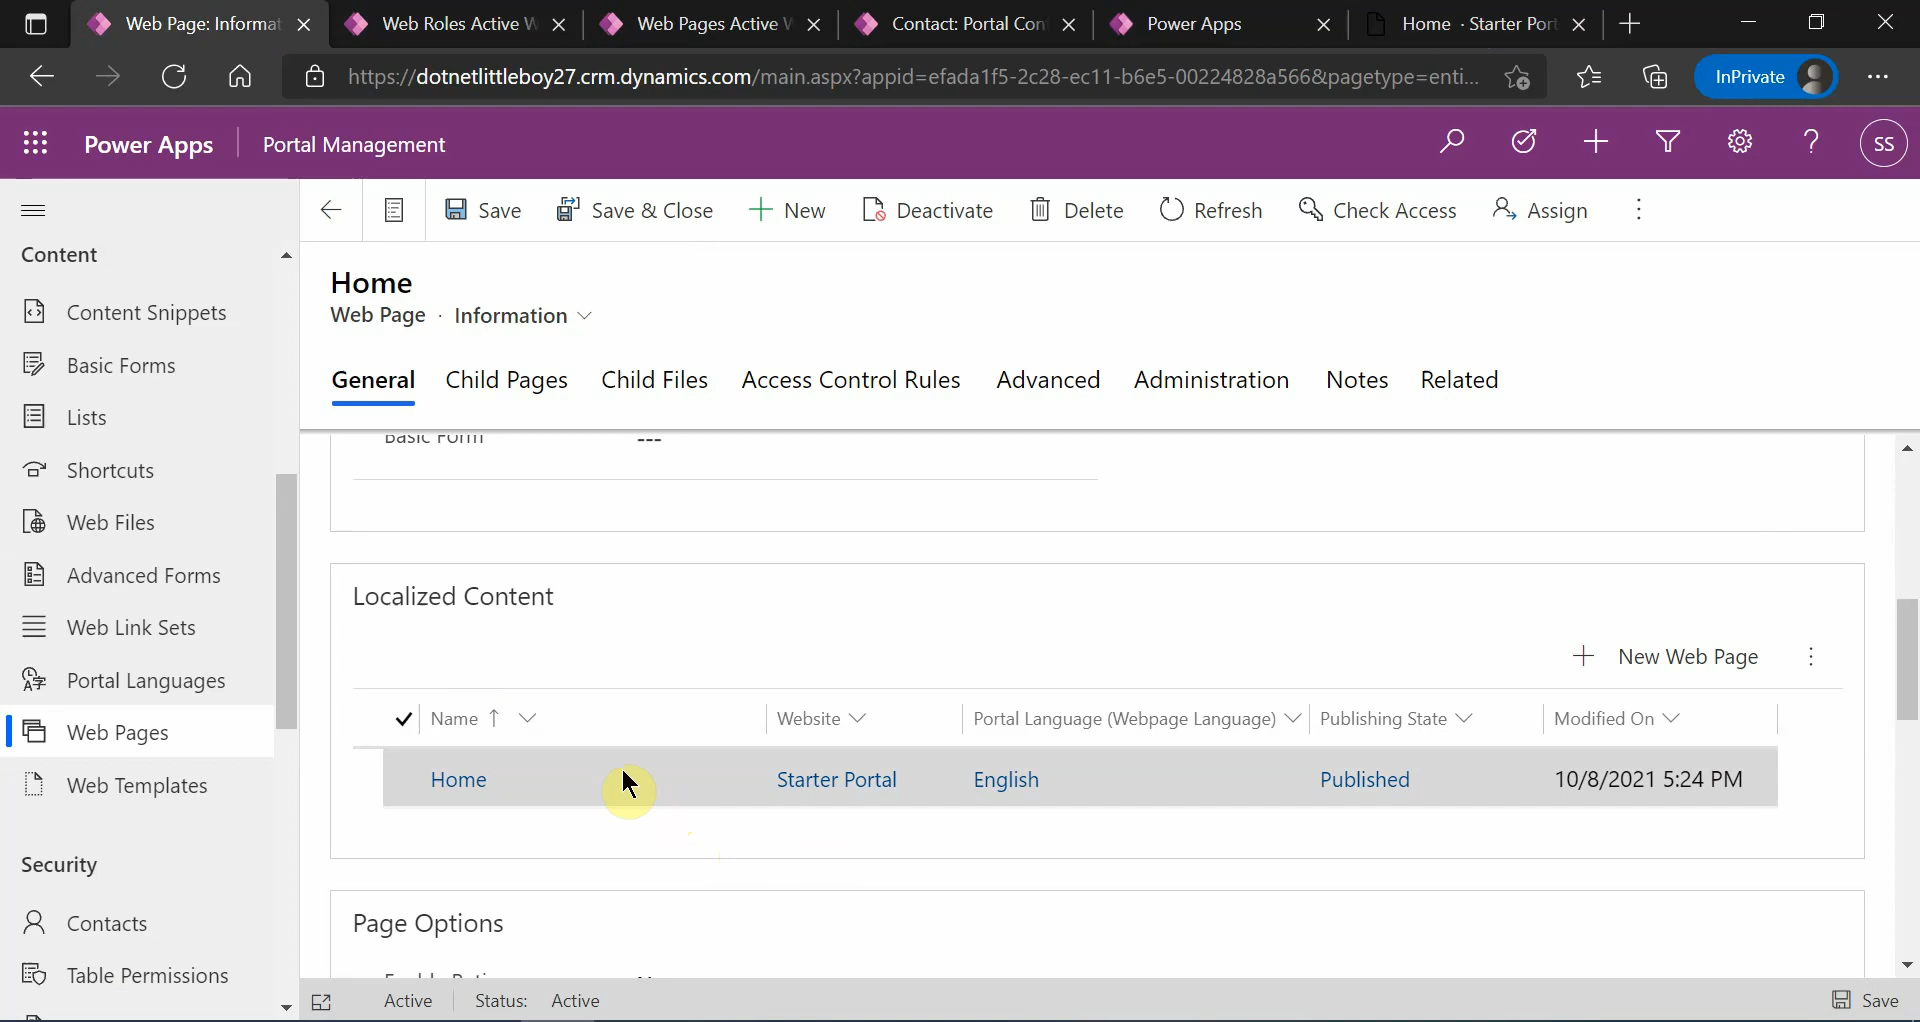 Web Page: Informat
Web Roles Active V
Web Pages Active V
Contact: Portal Con
Power Apps
Home · Starter Port
https://dotnetlittleboy27.crm.dynamics.com/main.aspx?appid=efada1f5-2c28-ec11-b6e5-00224828a566&pagetype=enti...
InPrivate
Power Apps
Portal Management
SS
Save
Save & Close
New
Deactivate
Delete
Refresh
Check Access
Assign
Content
Content Snippets
Basic Forms
Lists
Shortcuts
Web Files
Advanced Forms
Web Link Sets
Portal Languages
Web Pages
Web Templates
Security
Contacts
Table Permissions
Home
Web Page · Information
General
Child Pages
Child Files
Access Control Rules
Advanced
Administration
Notes
Related
Basic Form ---
Localized Content
New Web Page
Name
Website
Portal Language (Webpage Language)
Publishing State
Modified On
Home
Starter Portal
English
Published
10/8/2021 5:24 PM
Page Options
Active
Status: Active
Save